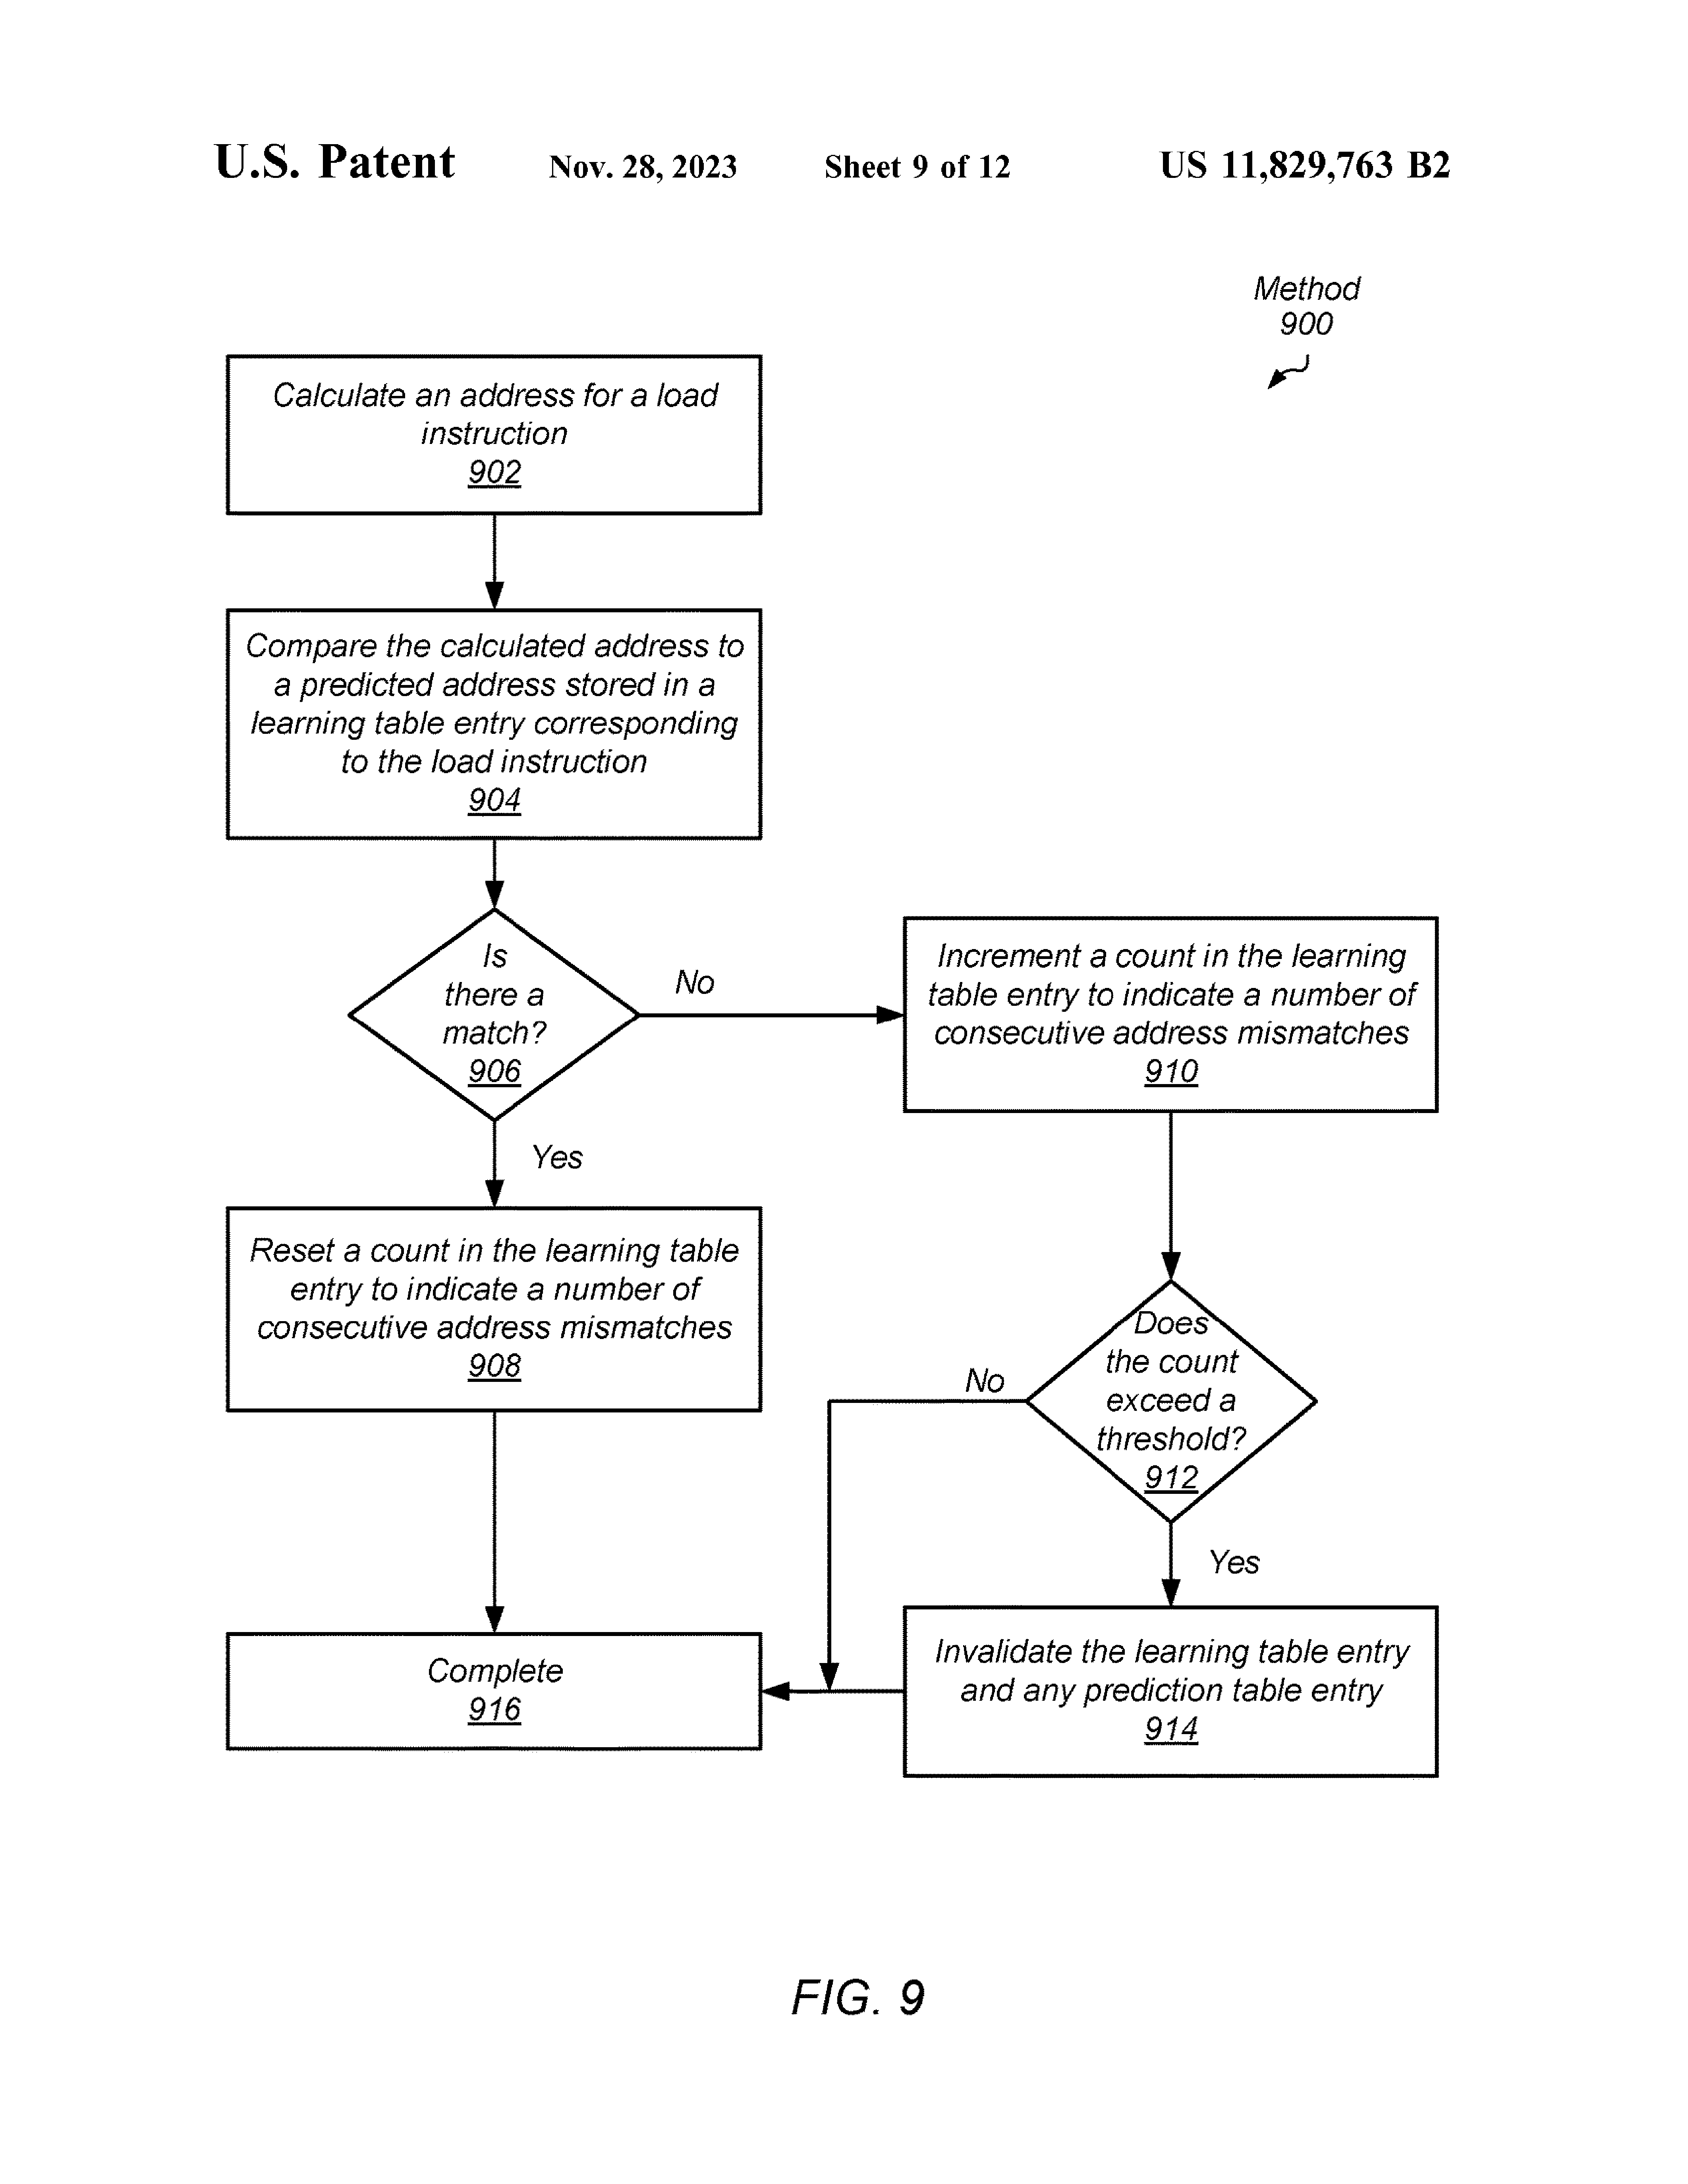 U.S. Patent Nov. 28, 2023 Sheet 9 of 12 US 11,829,763 B2
Method
900
Calculate an address for a load
instruction
902
Compare the calculated address to
a predicted address stored in a
learning table entry corresponding
to the load instruction
904
Is
there a
match?
906
No
Increment a count in the learning
table entry to indicate a number of
consecutive address mismatches
910
Yes
Reset a count in the learning table
entry to indicate a number of
consecutive address mismatches
908
Does
the count
exceed a
threshold?
912
No
Yes
Invalidate the learning table entry
and any prediction table entry
914
Complete
916
FIG. 9